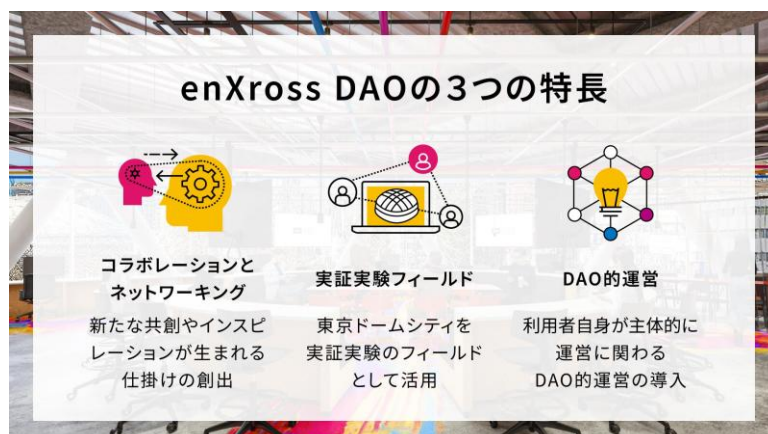 enXross DAOの３つの特長
コラボレーションと
ネットワーキング
新たな共創やインスピ
レーションが生まれる
仕掛けの創出
実証実験フィールド
東京ドームシティを
実証実験のフィールド
として活用
DAO的運営
利用者自身が主体的に
運営に関わる
DAO的運営の導入